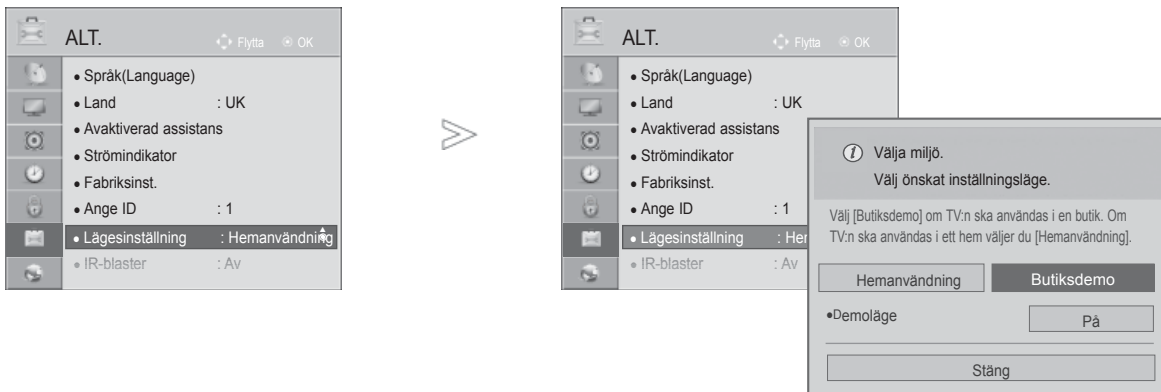 ALT.
Flytta OK
• Språk(Language)
• Land : UK
• Avaktiverad assistans
• Strömindikator
• Fabriksinst.
• Ange ID : 1
• Lägesinställning : Hemanvändning
• IR-blaster : Av
ALT.
Flytta OK
• Språk(Language)
• Land : UK
• Avaktiverad assistans
• Strömindikator
• Fabriksinst.
• Ange ID : 1
• Lägesinställning : Her
• IR-blaster : Av
Välja miljö.
Välj önskat inställningsläge.
Välj [Butiksdemo] om TV:n ska användas i en butik. Om
TV:n ska användas i ett hem väljer du [Hemanvändning].
Hemanvändning Butiksdemo
•Demoläge På
Stäng